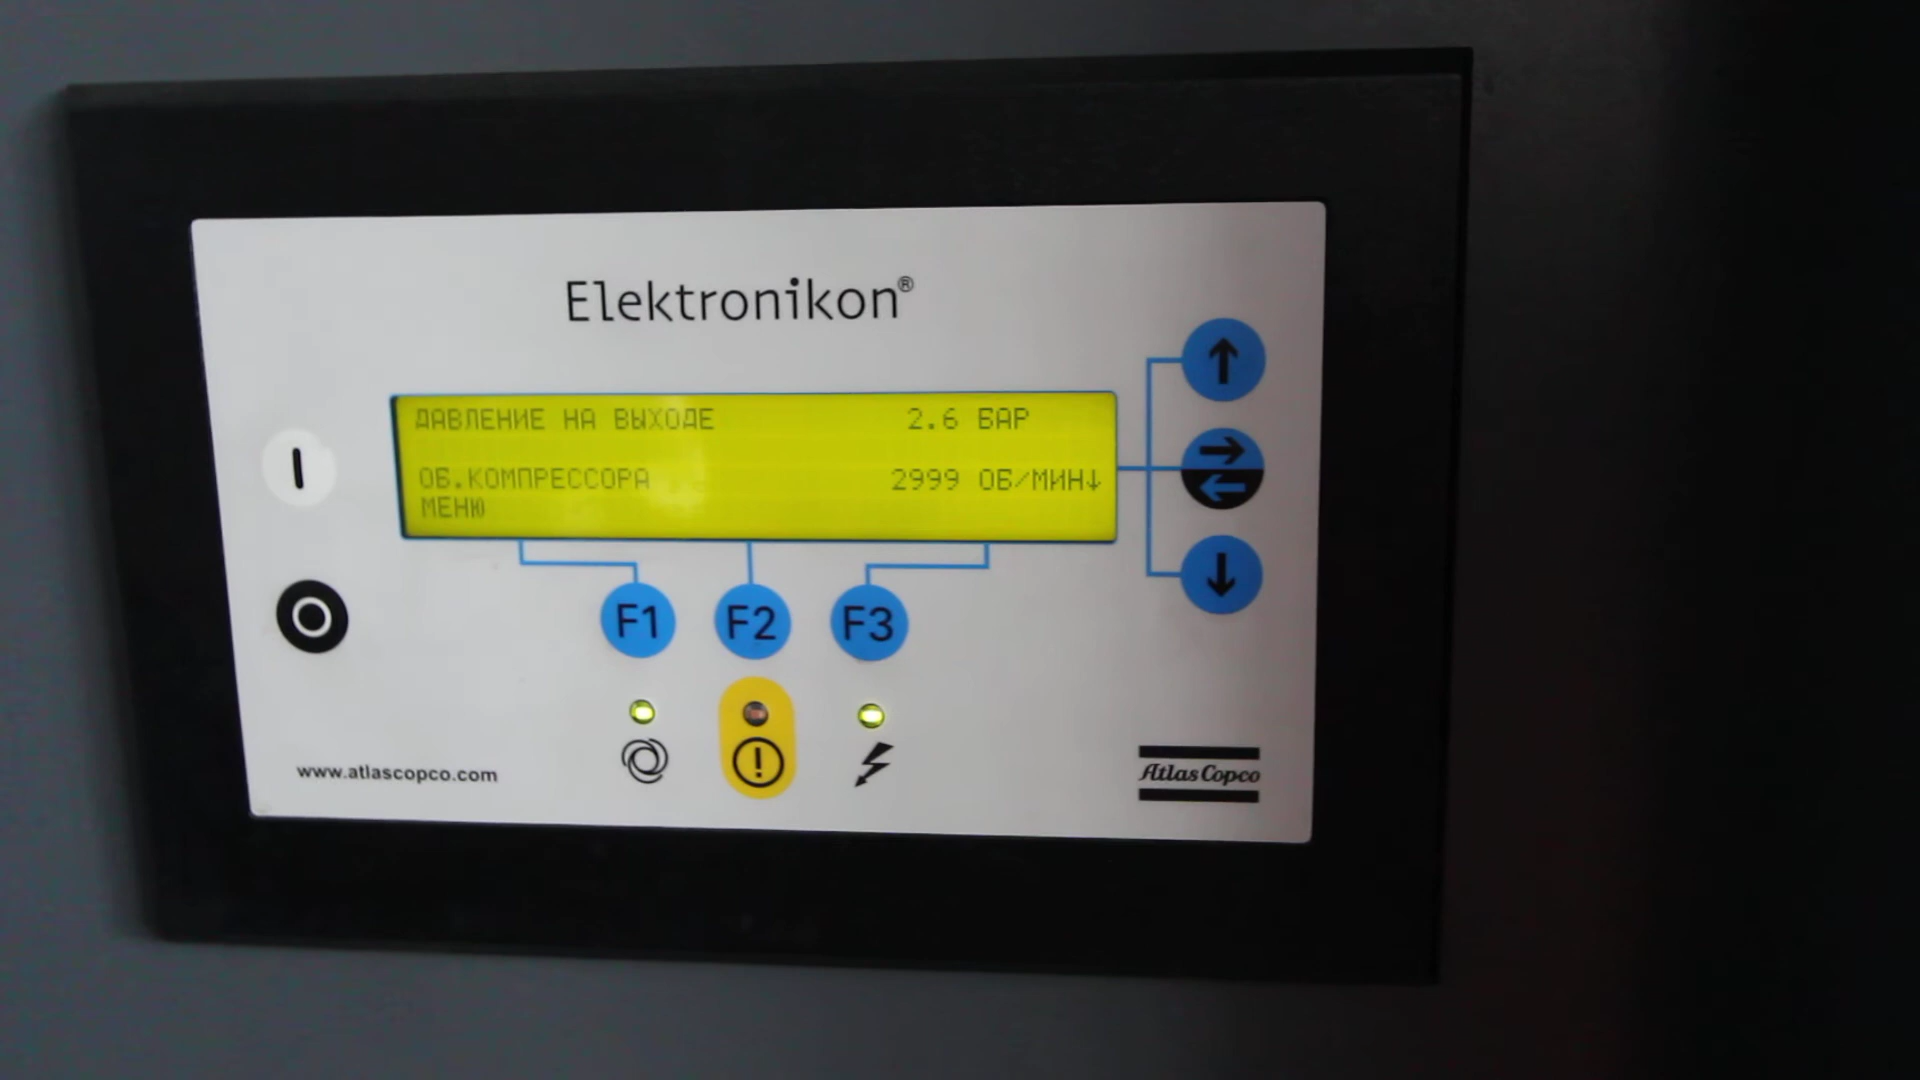 Elektronikon®
ДАВЛЕНИЕ НА ВЫХОДЕ 2.6 БАР
ОБ.КОМПРЕССОРА 2999 ОБ/МИН↓
МЕНЮ
F1 F2 F3
www.atlascopco.com
Atlas Copco